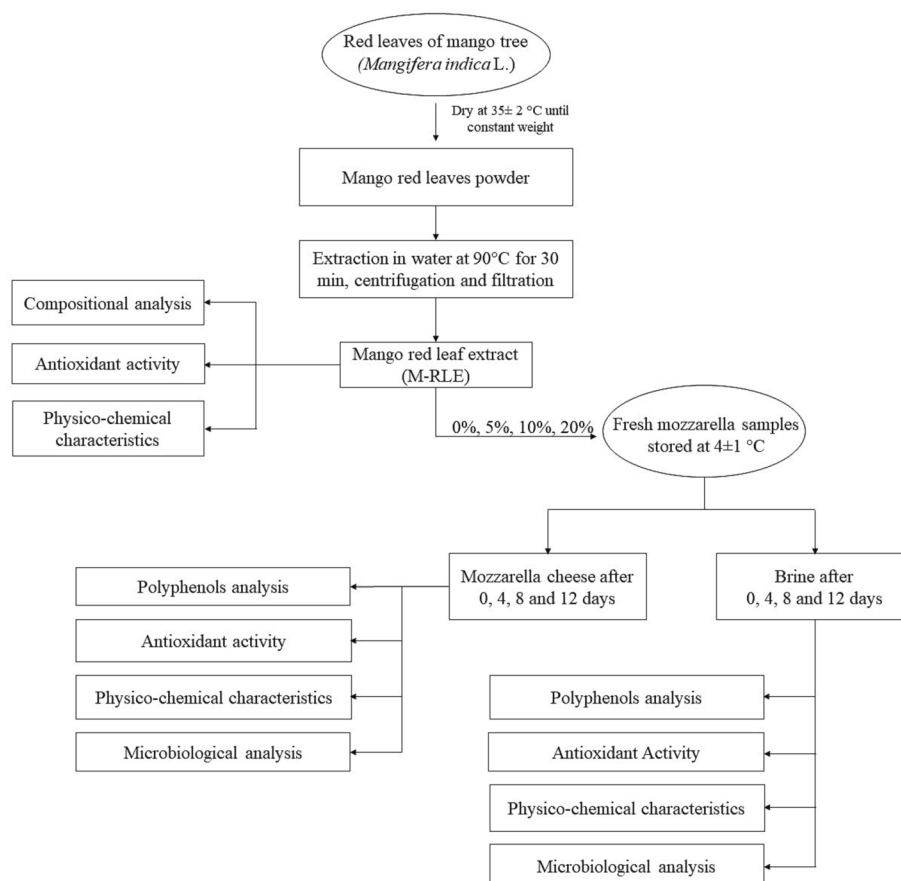 Red leaves of mango tree
(Mangifera indica L.)
Dry at 35± 2 °C until
constant weight
Mango red leaves powder
Extraction in water at 90°C for 30
min, centrifugation and filtration
Compositional analysis
Antioxidant activity
Physico-chemical
characteristics
Mango red leaf extract
(M-RLE)
0%, 5%, 10%, 20%
Fresh mozzarella samples
stored at 4±1 °C
Mozzarella cheese after
0, 4, 8 and 12 days
Brine after
0, 4, 8 and 12 days
Polyphenols analysis
Antioxidant activity
Physico-chemical characteristics
Microbiological analysis
Polyphenols analysis
Antioxidant Activity
Physico-chemical characteristics
Microbiological analysis